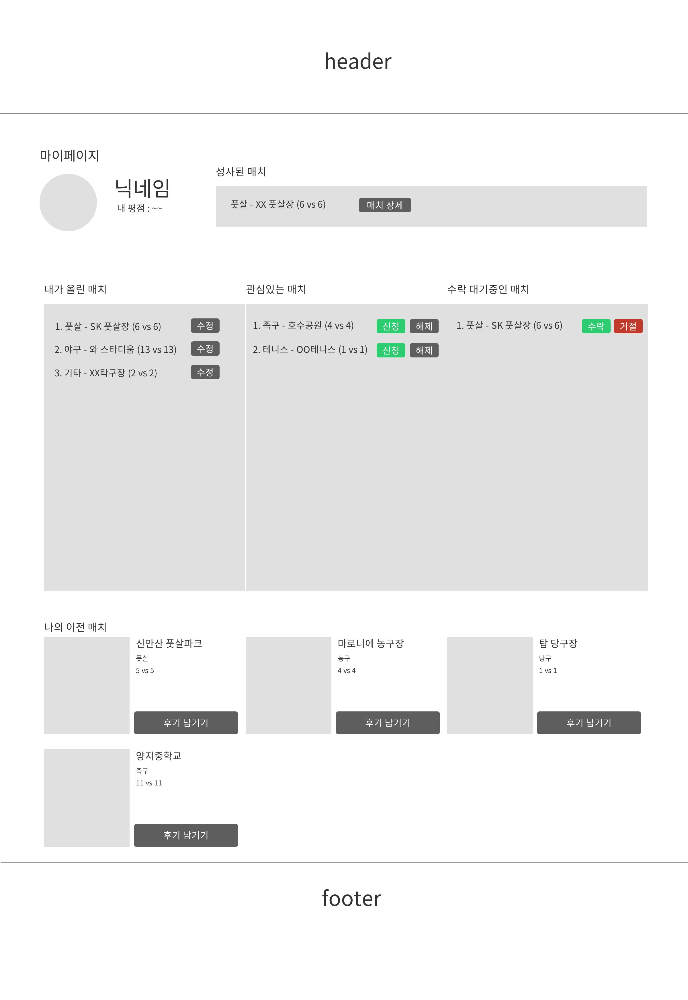 header
마이페이지
닉네임
내 평점 : ~~
성사된 매치
풋살 - XX 풋살장 (6 vs 6)
매치 상세
내가 올린 매치
1. 풋살 - SK 풋살장 (6 vs 6)
수정
2. 야구 - 와 스타디움 (13 vs 13)
수정
3. 기타 - XX탁구장 (2 vs 2)
수정
관심있는 매치
1. 족구 - 호수공원 (4 vs 4)
신청
해제
2. 테니스 - OO테니스 (1 vs 1)
신청
해제
수락 대기중인 매치
1. 풋살 - SK 풋살장 (6 vs 6)
수락
거절
나의 이전 매치
신안산 풋살파크
풋살
5 vs 5
후기 남기기
마로니에 농구장
농구
4 vs 4
후기 남기기
탑 당구장
당구
1 vs 1
후기 남기기
양지중학교
축구
11 vs 11
후기 남기기
footer